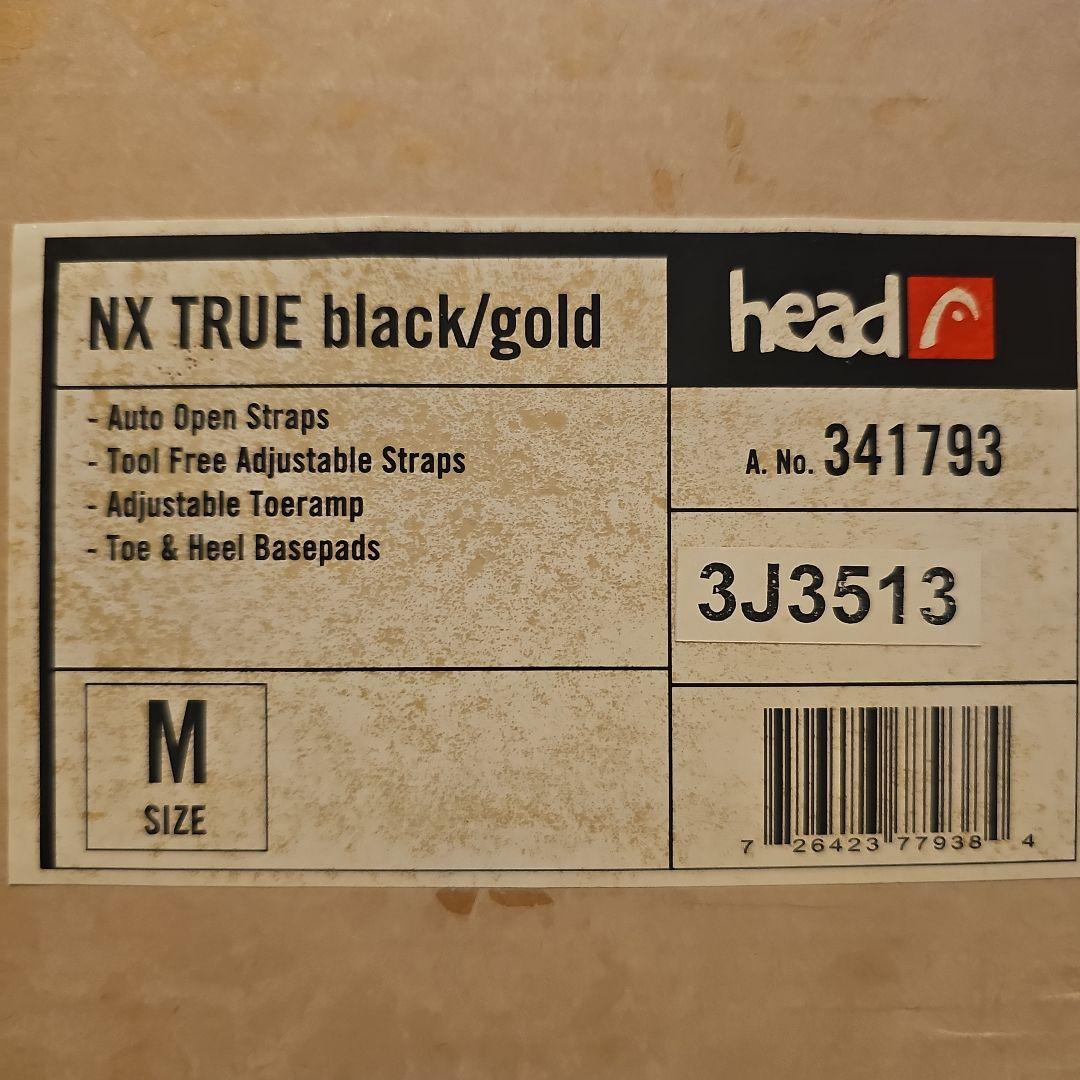 NX TRUE black/gold
head
- Auto Open Straps
- Tool Free Adjustable Straps
- Adjustable Toeramp
- Toe & Heel Basepads
A. No. 341793
3J3513
M
SIZE
7 26423 77938 4